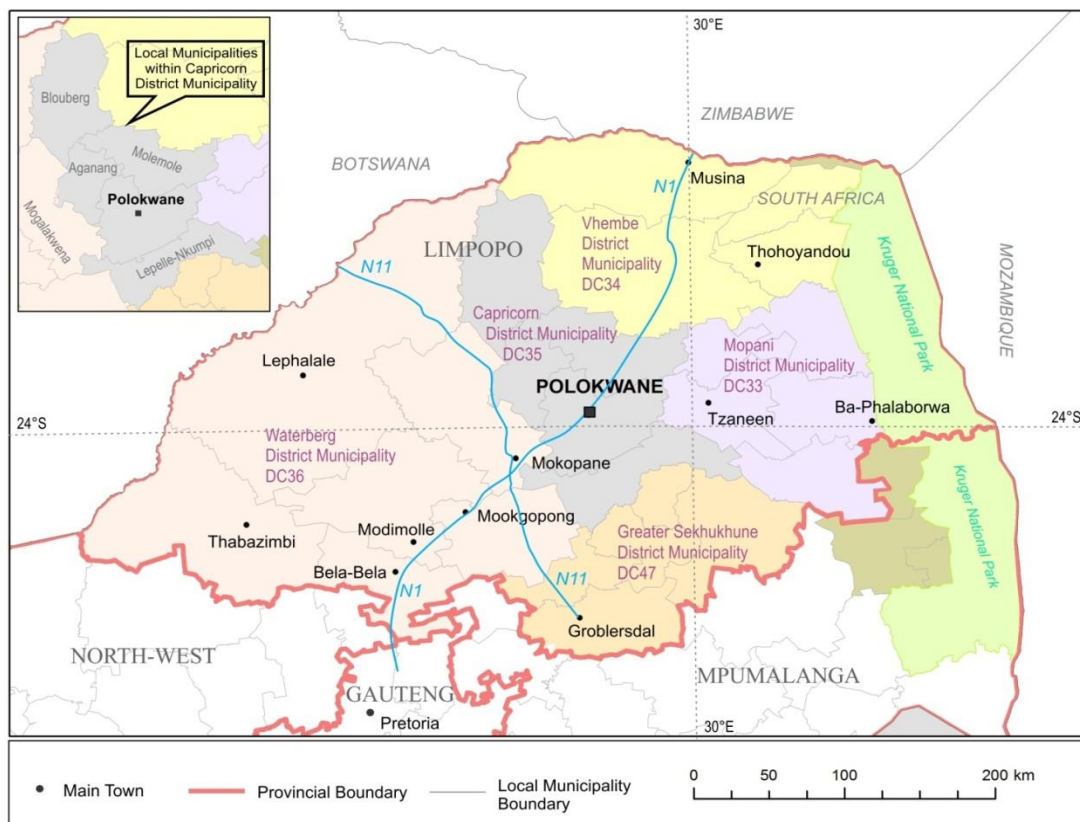 Local Municipalities
within Capricorn
District Municipality
Blouberg
Molemole
Aganang
Polokwane
Mogalakwena
Lepelle-Nkumpi
30°E
ZIMBABWE
BOTSWANA
N1
Musina
SOUTH AFRICA
Vhembe
District
Municipality
DC34
Thohoyandou
LIMPOPO
N11
Kruger National Park
MOZAMBIQUE
Capricorn
District Municipality
DC35
Mopani
District Municipality
DC33
Lephalale
POLOKWANE
Tzaneen
Ba-Phalaborwa
24°S
24°S
Waterberg
District Municipality
DC36
Mokopane
Kruger National Park
Mookgopong
Thabazimbi
Modimolle
Greater Sekhukhune
District Municipality
DC47
Bela-Bela
N1
N11
Groblersdal
NORTH-WEST
GAUTENG
MPUMALANGA
Pretoria
30°E
Main Town
Provincial Boundary
Local Municipality
Boundary
0 50 100 200 km